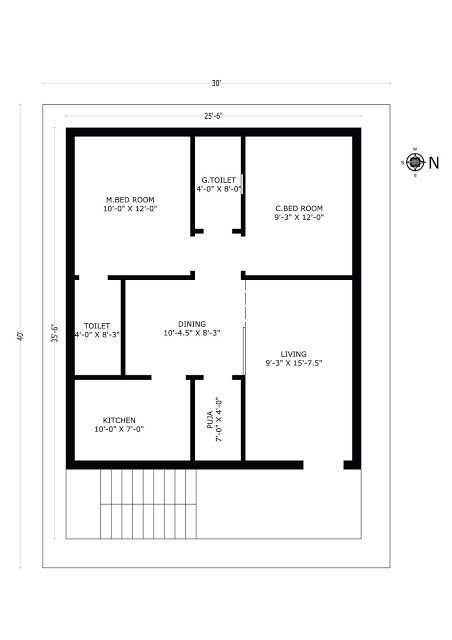 30'
25'-6"
W
S
N
E
G.TOILET
4'-0" X 8'-0"
M.BED ROOM
10'-0" X 12'-0"
C.BED ROOM
9'-3" X 12'-0"
40'
35'-6"
TOILET
4'-0" X 8'-3"
DINING
10'-4.5" X 8'-3"
LIVING
9'-3" X 15'-7.5"
KITCHEN
10'-0" X 7'-0"
PUJA
7'-0" X 4'-0"